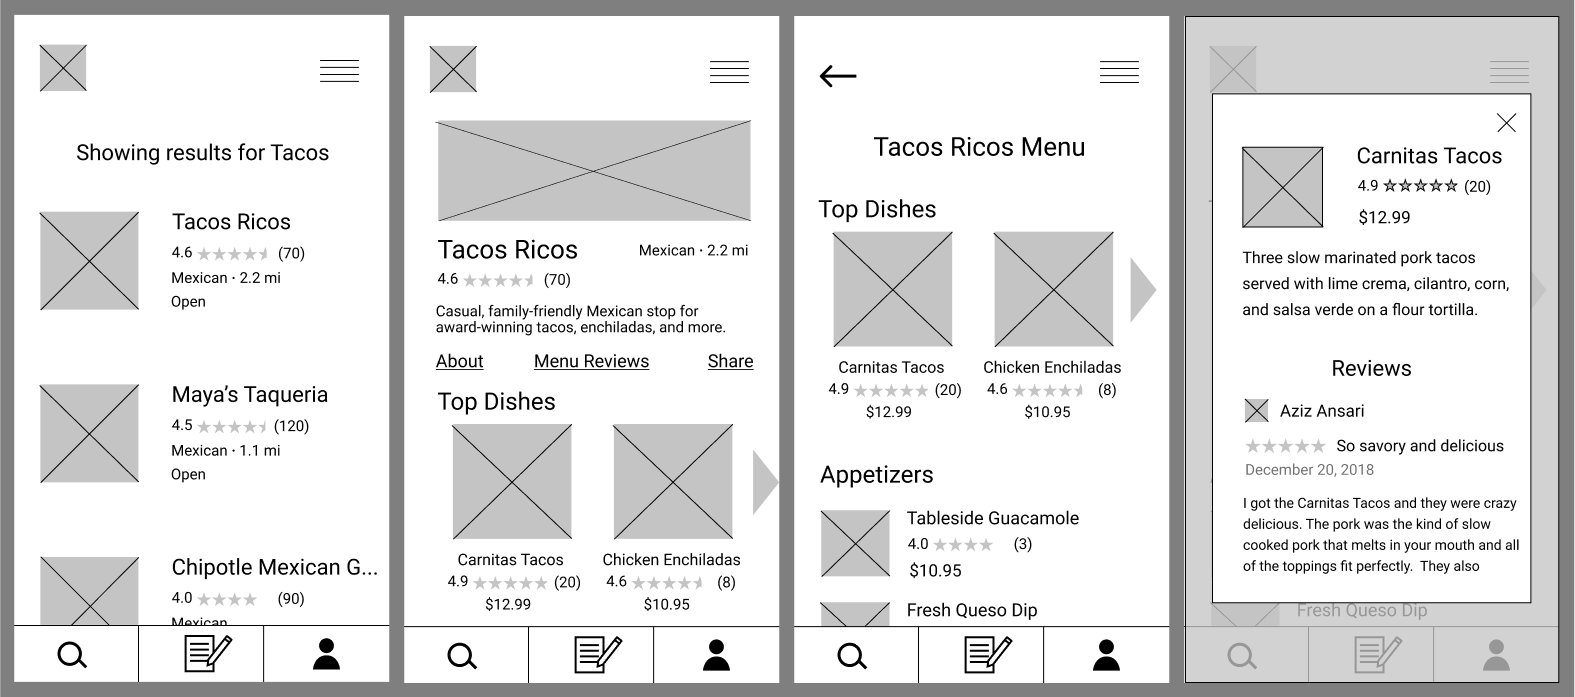 Showing results for Tacos
Tacos Ricos
4.6 (70)
Mexican · 2.2 mi
Open
Maya’s Taqueria
4.5 (120)
Mexican · 1.1 mi
Open
Chipotle Mexican G...
4.0 (90)
Mexican
Tacos Ricos
Mexican · 2.2 mi
4.6 (70)
Casual, family-friendly Mexican stop for
award-winning tacos, enchiladas, and more.
About Menu Reviews Share
Top Dishes
Carnitas Tacos
4.9 (20)
$12.99
Chicken Enchiladas
4.6 (8)
$10.95
Tacos Ricos Menu
Top Dishes
Carnitas Tacos
4.9 (20)
$12.99
Chicken Enchiladas
4.6 (8)
$10.95
Appetizers
Tableside Guacamole
4.0 (3)
$10.95
Fresh Queso Dip
Carnitas Tacos
4.9 (20)
$12.99
Three slow marinated pork tacos
served with lime crema, cilantro, corn,
and salsa verde on a flour tortilla.
Reviews
Aziz Ansari
So savory and delicious
December 20, 2018
I got the Carnitas Tacos and they were crazy
delicious. The pork was the kind of slow
cooked pork that melts in your mouth and all
of the toppings fit perfectly. They also
Fresh Queso Dip